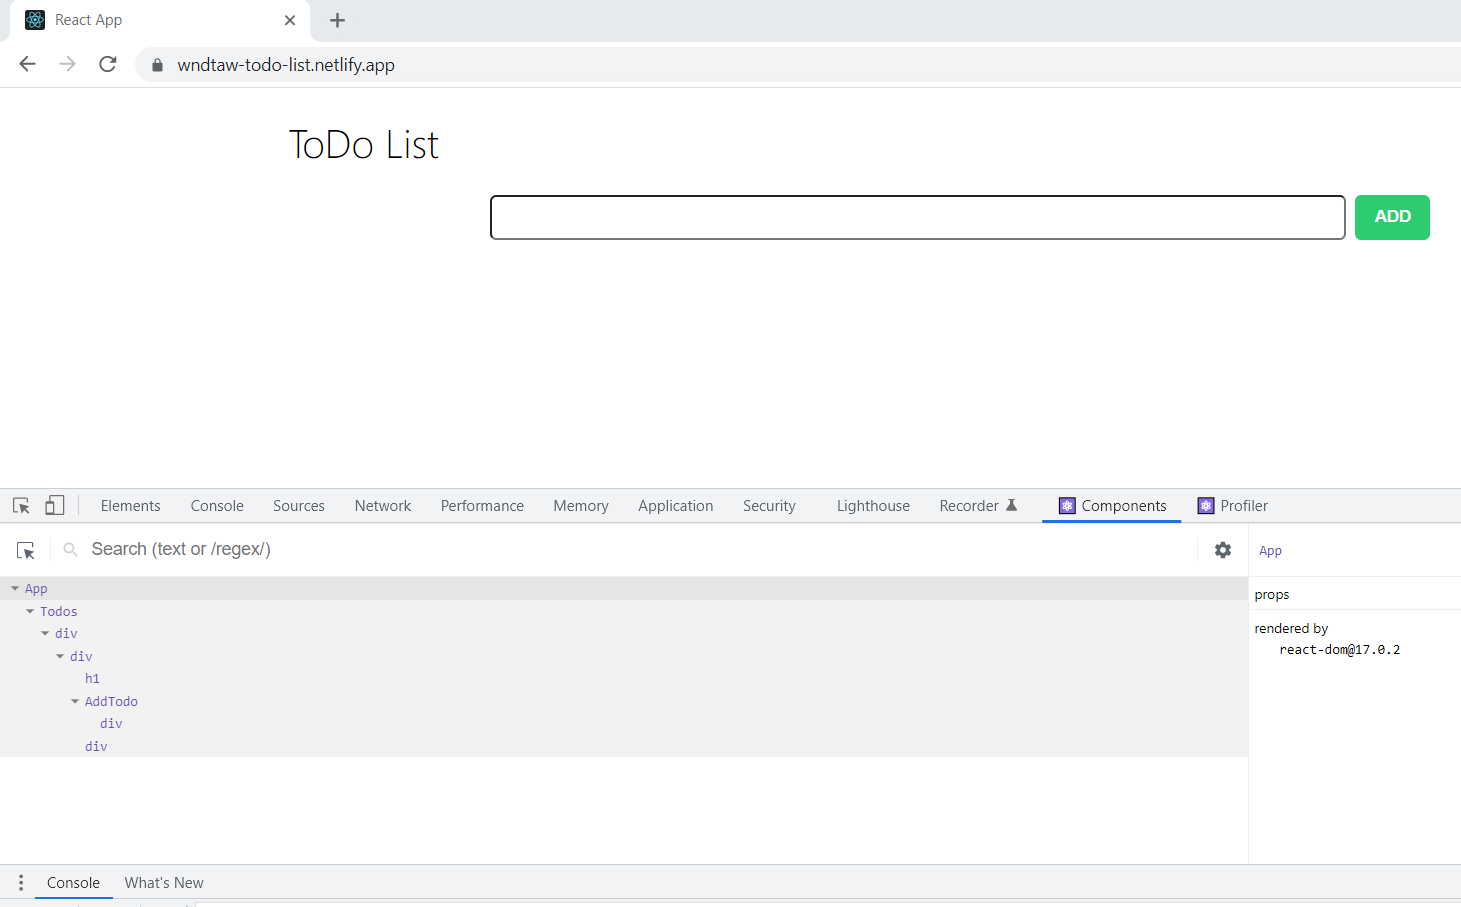 React App
wndtaw-todo-list.netlify.app
ToDo List
ADD
Elements Console Sources Network Performance Memory Application Security Lighthouse Recorder Components Profiler
Search (text or /regex/)
App
App
Todos
div
div
h1
AddTodo
div
div
props
rendered by
react-dom@17.0.2
Console What's New